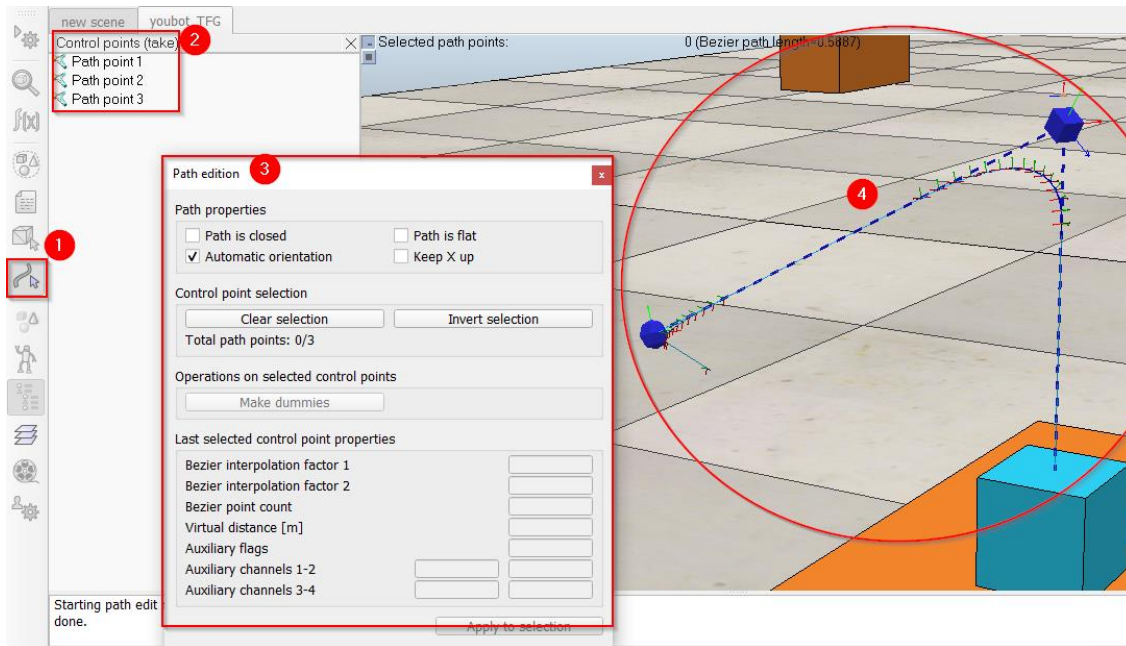 new scene
youbot_TFG
Control points (take)
2
Path point 1
Path point 2
Path point 3
Selected path points:
0 (Bezier path length=0.5887)
f(x)
1
Path edition
3
x
Path properties
Path is closed
Path is flat
Automatic orientation
Keep X up
Control point selection
Clear selection
Invert selection
Total path points: 0/3
Operations on selected control points
Make dummies
Last selected control point properties
Bezier interpolation factor 1
Bezier interpolation factor 2
Bezier point count
Virtual distance [m]
Auxiliary flags
Auxiliary channels 1-2
Auxiliary channels 3-4
Apply to selection
4
Starting path edit
done.